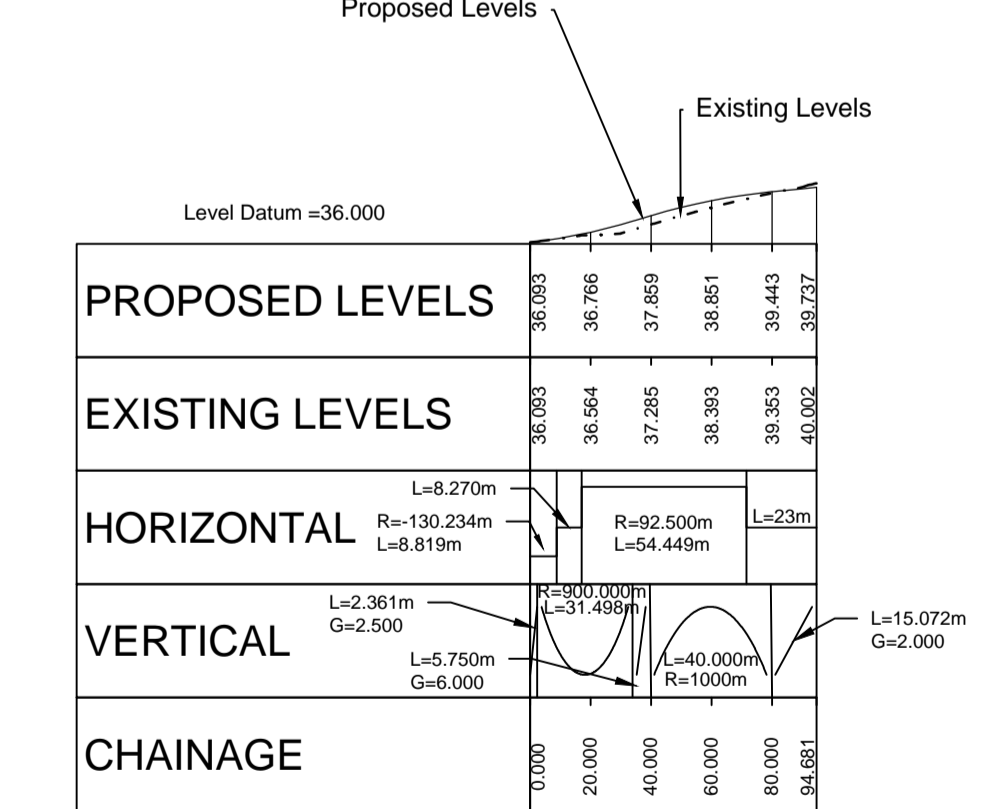 Proposed Levels
Existing Levels
Level Datum =36.000
PROPOSED LEVELS
36.093
36.766
37.859
38.851
39.443
39.737
EXISTING LEVELS
36.093
36.564
37.285
38.393
39.353
40.002
HORIZONTAL
L=8.270m
R=-130.234m
L=8.819m
R=92.500m
L=54.449m
L=23m
VERTICAL
L=2.361m
G=2.500
R=900.000m
L=31.498m
L=5.750m
G=6.000
L=40.000m
R=1000m
L=15.072m
G=2.000
CHAINAGE
0.000
20.000
40.000
60.000
80.000
94.681